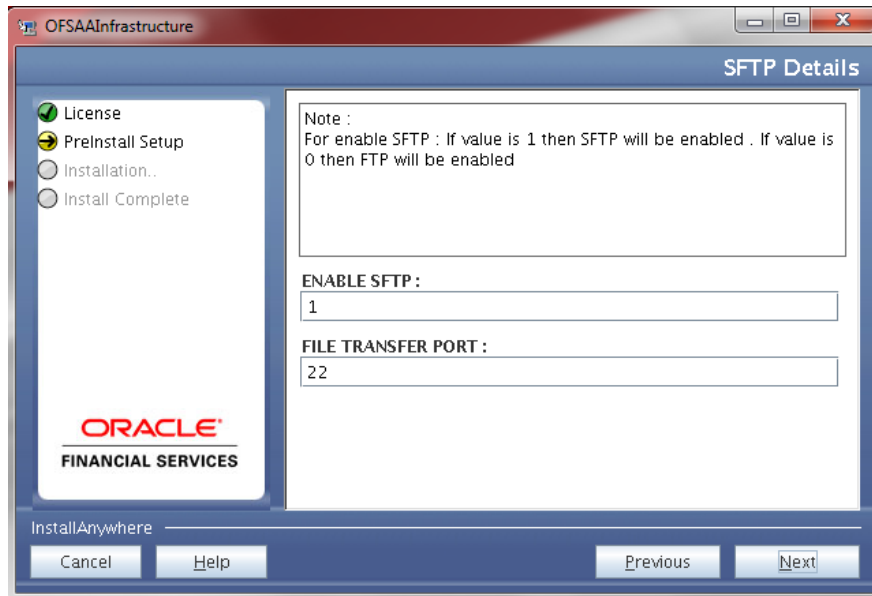 OFSAAInfrastructure
SFTP Details
License
PreInstall Setup
Installation..
Install Complete
Note :
For enable SFTP : If value is 1 then SFTP will be enabled . If value is
0 then FTP will be enabled
ENABLE SFTP :
1
FILE TRANSFER PORT :
22
ORACLE
FINANCIAL SERVICES
InstallAnywhere
Cancel
Help
Previous
Next